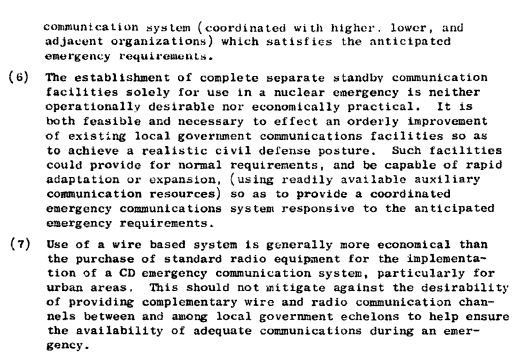 communication system (coordinated with higher. lower, and
adjacent organizations) which satisfies the anticipated
emergency requirements.
(6) The establishment of complete separate standby communication
facilities solely for use in a nuclear emergency is neither
operationally desirable nor economically practical. It is
both feasible and necessary to effect an orderly improvement
of existing local government communications facilities so as
to achieve a realistic civil defense posture. Such facilities
could provide for normal requirements, and be capable of rapid
adaptation or expansion, (using readily available auxiliary
communication resources) so as to provide a coordinated
emergency communications system responsive to the anticipated
emergency requirements.
(7) Use of a wire based system is generally more economical than
the purchase of standard radio equipment for the implementa-
tion of a CD emergency communication system, particularly for
urban areas. This should not mitigate against the desirability
of providing complementary wire and radio communication chan-
nels between and among local government echelons to help ensure
the availability of adequate communications during an emer-
gency.